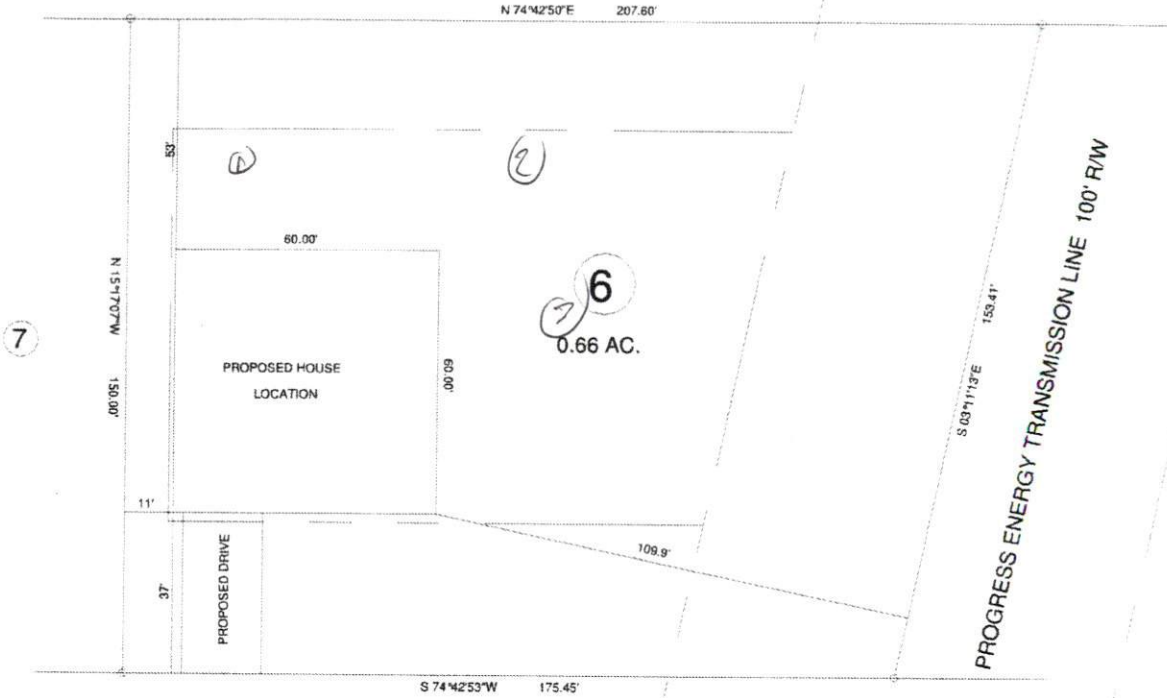 N 74°42'50"E 207.60'
53'
1
2
60.00'
N 15°17'07"W 150.00'
7
PROPOSED HOUSE
LOCATION
60.00'
6
0.66 AC.
S 03°11'13"E 153.41'
PROGRESS ENERGY TRANSMISSION LINE 100' R/W
11'
37'
PROPOSED DRIVE
109.9'
S 74°42'53"W 175.45'